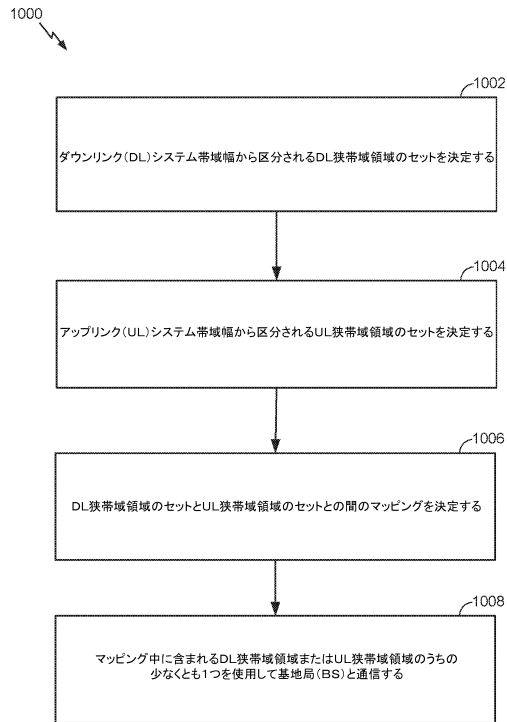 1000
1002
ダウンリンク(DL)システム帯域幅から区分されるDL狭帯域領域のセットを決定する
1004
アップリンク(UL)システム帯域幅から区分されるUL狭帯域領域のセットを決定する
1006
DL狭帯域領域のセットとUL狭帯域領域のセットとの間のマッピングを決定する
1008
マッピング中に含まれるDL狭帯域領域またはUL狭帯域領域のうちの
少なくとも1つを使用して基地局(BS)と通信する